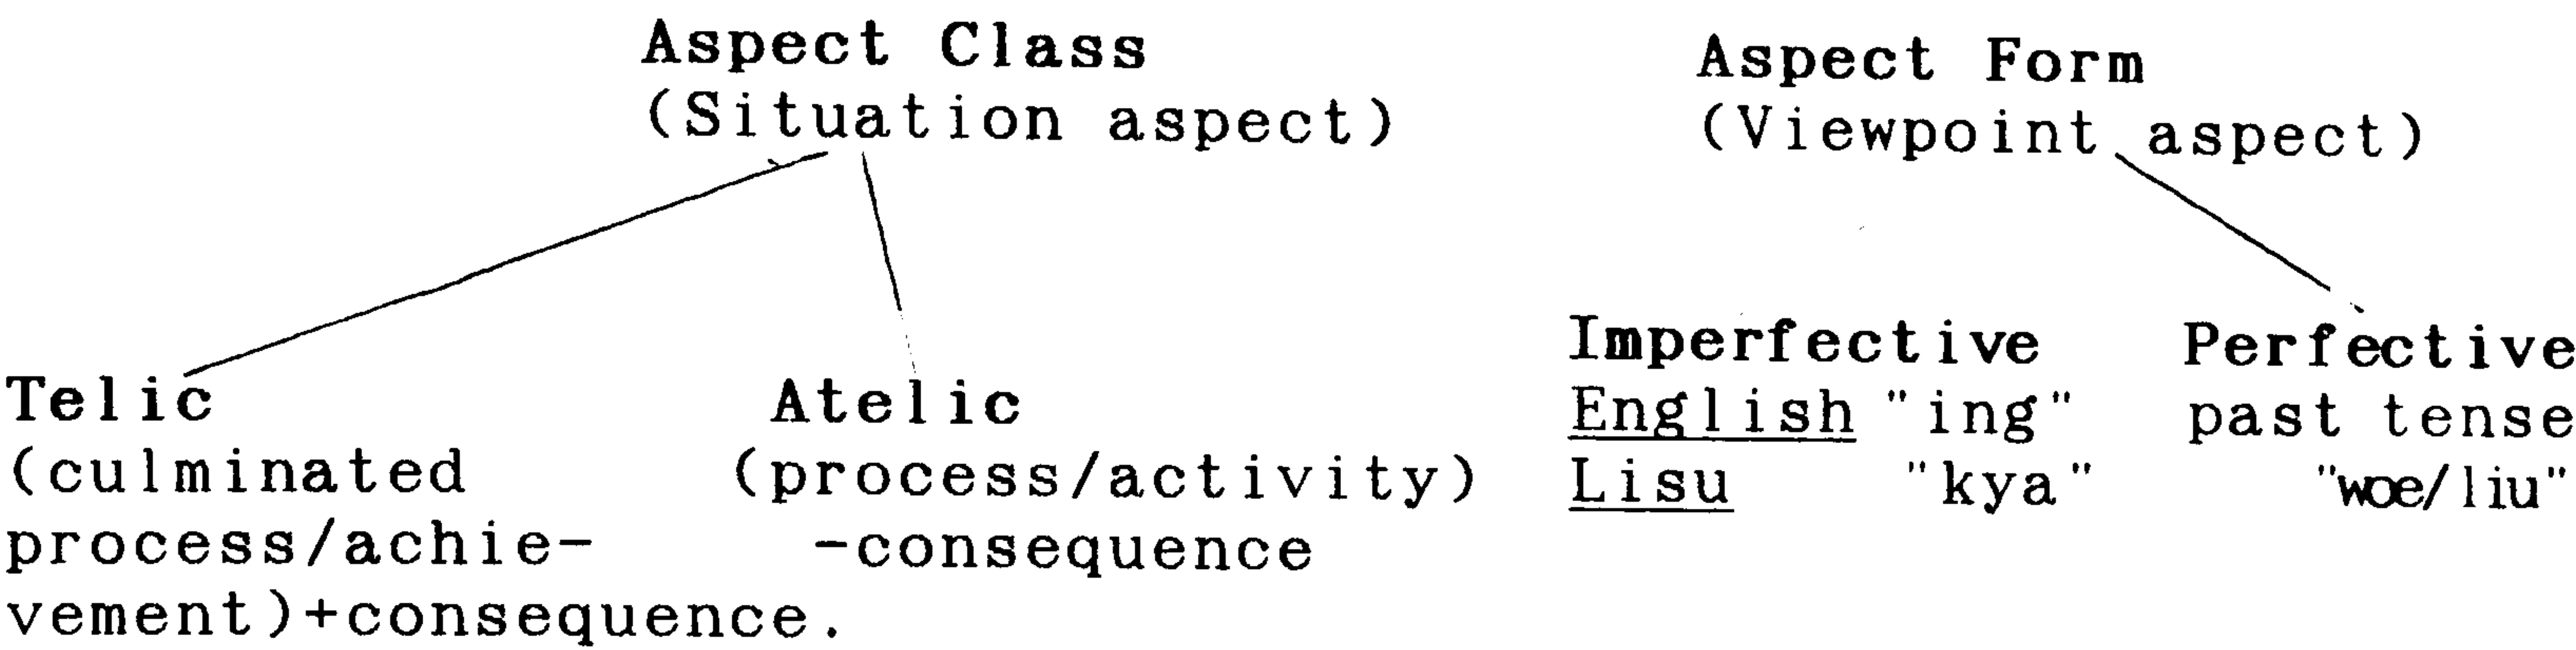 Aspect Class
(Situation aspect)
Telic
(culminated
process/achie-
vement)+consequence.
Atelic
(process/activity)
-consequence
Aspect Form
(Viewpoint aspect)
Imperfective Perfective
English "ing" past tense
Lisu "kya" "woe/liu"